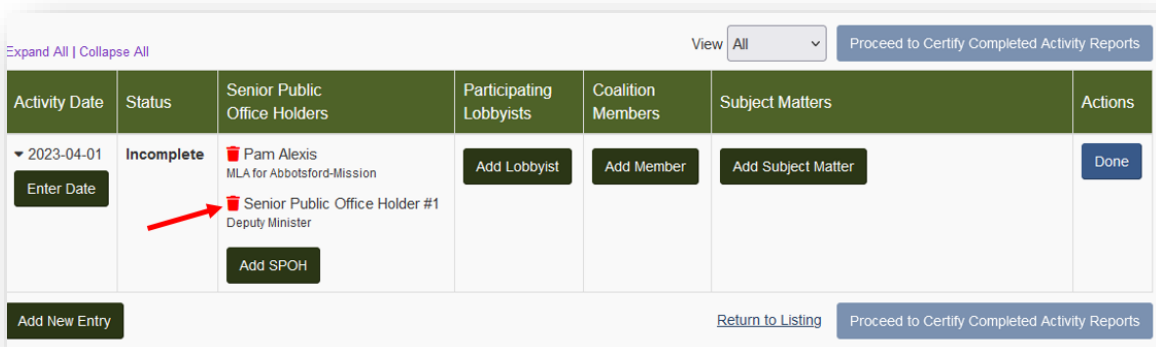 Expand All | Collapse All
View All
Proceed to Certify Completed Activity Reports
Activity Date
Status
Senior Public
Office Holders
Participating
Lobbyists
Coalition
Members
Subject Matters
Actions
2023-04-01
Enter Date
Incomplete
Pam Alexis
MLA for Abbotsford-Mission
Senior Public Office Holder #1
Deputy Minister
Add SPOH
Add Lobbyist
Add Member
Add Subject Matter
Done
Add New Entry
Return to Listing
Proceed to Certify Completed Activity Reports